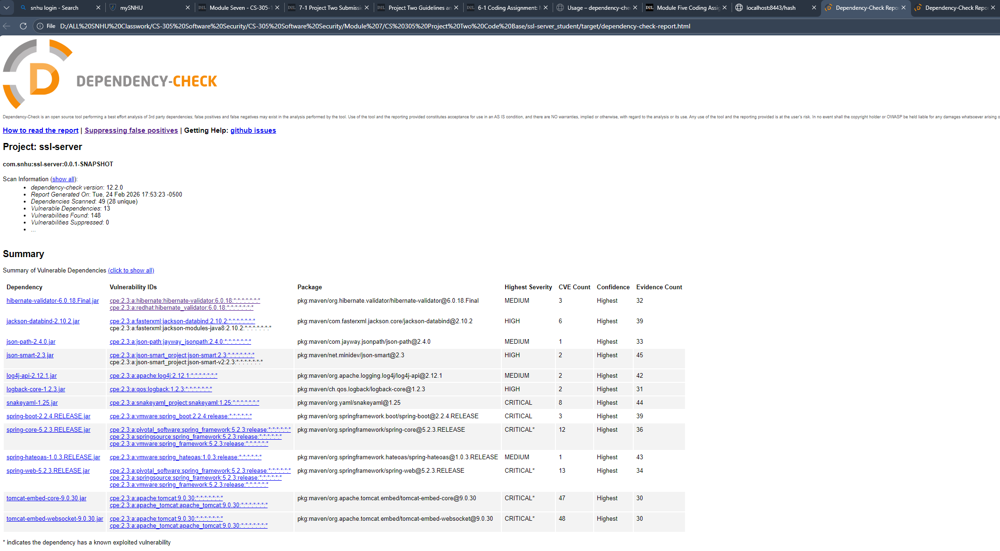 snhu login - Search
mySNHU
Module Seven - CS-305-1
7-1 Project Two Submissi
Project Two Guidelines an
6-1 Coding Assignment: M
Usage – dependency-che
Module Five Coding Assig
localhost:8443/hash
Dependency-Check Repo
Dependency-Check Repo
File D:/ALL%20SNHU%20Classwork/CS-305%20Software%20Security/CS-305%20Software%20Security/Module%207/CS%20305%20Project%20Two%20Code%20Base/ssl-server_student/target/dependency-check-report.html
DEPENDENCY-CHECK
Dependency-Check is an open source tool performing a best effort analysis of 3rd party dependencies; false positives and false negatives may exist in the analysis performed by the tool. Use of the tool and the reporting provided constitutes acceptance for use in an AS IS condition, and there are NO warranties, implied or otherwise, with regard to the analysis or its use. Any use of the tool and the reporting provided is at the user's risk. In no event shall the copyright holder or OWASP be held liable for any damages whatsoever arising o
How to read the report | Suppressing false positives | Getting Help: github issues
Project: ssl-server
com.snhu:ssl-server:0.0.1-SNAPSHOT
Scan Information (show all):
• dependency-check version: 12.2.0
• Report Generated On: Tue, 24 Feb 2026 17:53:23 -0500
• Dependencies Scanned: 49 (28 unique)
• Vulnerable Dependencies: 13
• Vulnerabilities Found: 148
• Vulnerabilities Suppressed: 0
• ...
Summary
Summary of Vulnerable Dependencies (click to show all)
Dependency Vulnerability IDs Package Highest Severity CVE Count Confidence Evidence Count
hibernate-validator-6.0.18.Final.jar cpe:2.3:a:hibernate:hibernate-validator:6.0.18:*:*:*:*:*:*:* pkg:maven/org.hibernate.validator/hibernate-validator@6.0.18.Final MEDIUM 3 Highest 32
cpe:2.3:a:redhat:hibernate_validator:6.0.18:*:*:*:*:*:*:*
jackson-databind-2.10.2.jar cpe:2.3:a:fasterxml:jackson-databind:2.10.2:*:*:*:*:*:*:* pkg:maven/com.fasterxml.jackson.core/jackson-databind@2.10.2 HIGH 6 Highest 39
cpe:2.3:a:fasterxml:jackson-modules-java8:2.10.2:*:*:*:*:*:*:*
json-path-2.4.0.jar cpe:2.3:a:json-path:jayway_jsonpath:2.4.0:*:*:*:*:*:*:* pkg:maven/com.jayway.jsonpath/json-path@2.4.0 MEDIUM 1 Highest 33
json-smart-2.3.jar cpe:2.3:a:json-smart_project:json-smart:2.3:*:*:*:*:*:*:* pkg:maven/net.minidev/json-smart@2.3 HIGH 2 Highest 45
cpe:2.3:a:json-smart_project:json-smart-v2:2.3:*:*:*:*:*:*:*
log4j-api-2.12.1.jar cpe:2.3:a:apache:log4j:2.12.1:*:*:*:*:*:*:* pkg:maven/org.apache.logging.log4j/log4j-api@2.12.1 MEDIUM 2 Highest 42
logback-core-1.2.3.jar cpe:2.3:a:qos:logback:1.2.3:*:*:*:*:*:*:* pkg:maven/ch.qos.logback/logback-core@1.2.3 HIGH 2 Highest 31
snakeyaml-1.25.jar cpe:2.3:a:snakeyaml_project:snakeyaml:1.25:*:*:*:*:*:*:* pkg:maven/org.yaml/snakeyaml@1.25 CRITICAL 8 Highest 44
spring-boot-2.2.4.RELEASE.jar cpe:2.3:a:vmware:spring_boot:2.2.4:release:*:*:*:*:*:* pkg:maven/org.springframework.boot/spring-boot@2.2.4.RELEASE CRITICAL 3 Highest 39
spring-core-5.2.3.RELEASE.jar cpe:2.3:a:pivotal_software:spring_framework:5.2.3:release:*:*:*:*:*:* pkg:maven/org.springframework/spring-core@5.2.3.RELEASE CRITICAL* 12 Highest 36
cpe:2.3:a:springsource:spring_framework:5.2.3:release:*:*:*:*:*:*
cpe:2.3:a:vmware:spring_framework:5.2.3:release:*:*:*:*:*:*
spring-hateoas-1.0.3.RELEASE.jar cpe:2.3:a:vmware:spring_hateoas:1.0.3:release:*:*:*:*:*:* pkg:maven/org.springframework.hateoas/spring-hateoas@1.0.3.RELEASE MEDIUM 1 Highest 43
spring-web-5.2.3.RELEASE.jar cpe:2.3:a:pivotal_software:spring_framework:5.2.3:release:*:*:*:*:*:* pkg:maven/org.springframework/spring-web@5.2.3.RELEASE CRITICAL* 13 Highest 34
cpe:2.3:a:springsource:spring_framework:5.2.3:release:*:*:*:*:*:*
cpe:2.3:a:vmware:spring_framework:5.2.3:release:*:*:*:*:*:*
tomcat-embed-core-9.0.30.jar cpe:2.3:a:apache:tomcat:9.0.30:*:*:*:*:*:*:* pkg:maven/org.apache.tomcat.embed/tomcat-embed-core@9.0.30 CRITICAL* 47 Highest 30
cpe:2.3:a:apache_tomcat:apache_tomcat:9.0.30:*:*:*:*:*:*:*
tomcat-embed-websocket-9.0.30.jar cpe:2.3:a:apache:tomcat:9.0.30:*:*:*:*:*:*:* pkg:maven/org.apache.tomcat.embed/tomcat-embed-websocket@9.0.30 CRITICAL* 48 Highest 30
cpe:2.3:a:apache_tomcat:apache_tomcat:9.0.30:*:*:*:*:*:*:*
* indicates the dependency has a known exploited vulnerability